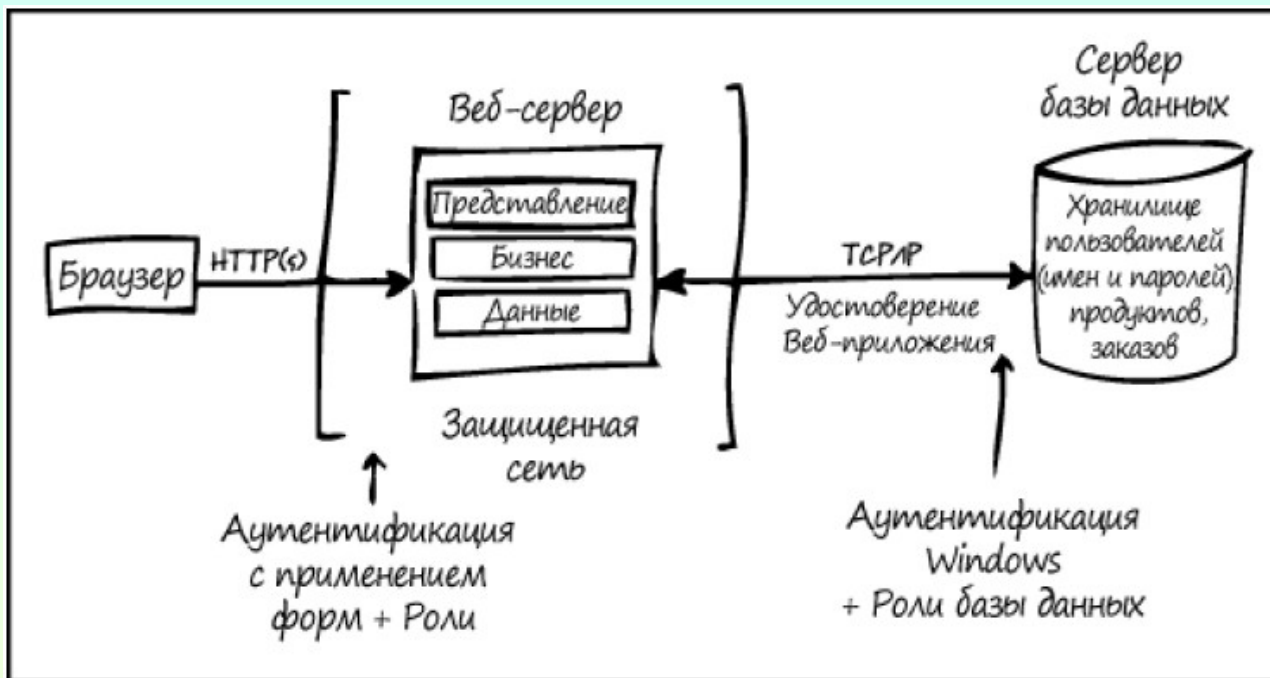 Сервер
базы данных
Веб-сервер
Представление
Бизнес
Данные
Браузер
HTTP(s)
TCP/IP
Удостоверение
Веб-приложения
Хранилище
пользователей
(имен и паролей)
продуктов,
заказов
Защищенная
сеть
Аутентификация
с применением
форм + Роли
Аутентификация
Windows
+ Роли базы данных